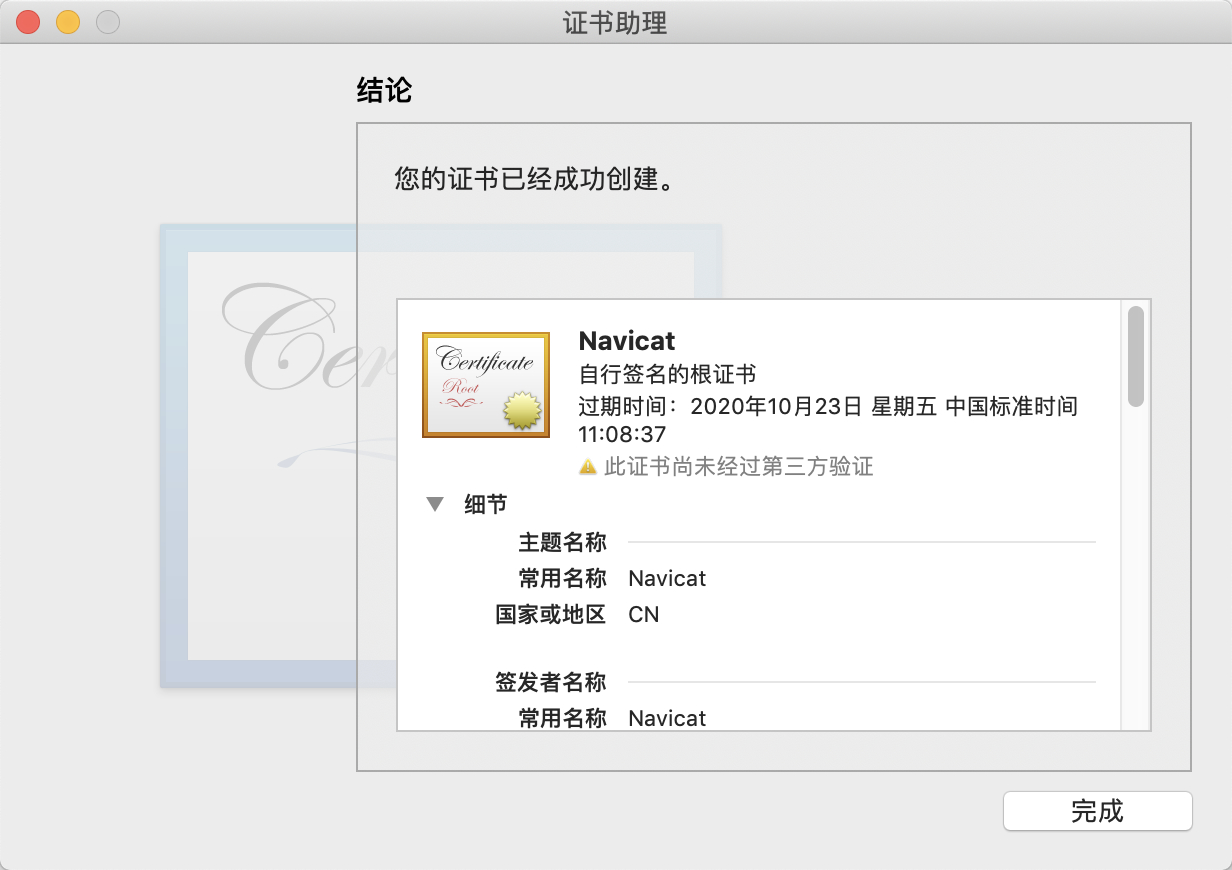 证书助理
结论
您的证书已经成功创建。
Certificate
Root
Navicat
自行签名的根证书
过期时间：2020年10月23日 星期五 中国标准时间
11:08:37
此证书尚未经过第三方验证
细节
主题名称
常用名称 Navicat
国家或地区 CN
签发者名称
常用名称 Navicat
完成